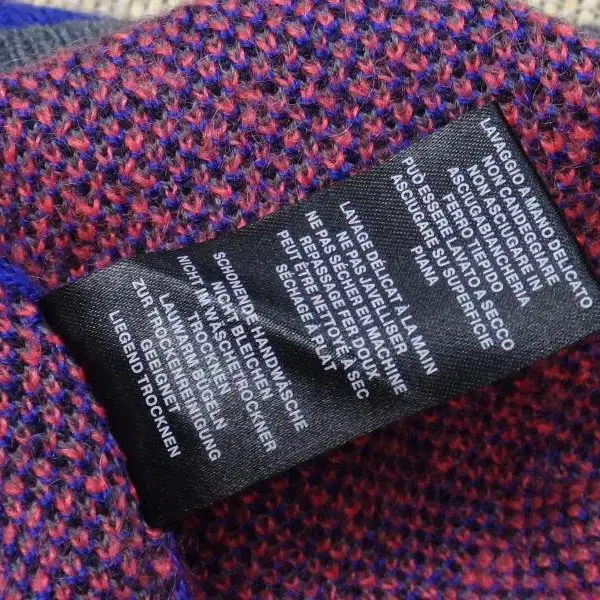 LAVAGGIO A MANO DELICATO
NON CANDEGGIARE
NON ASCIUGARE IN
ASCIUGABIANCHERIA
FERRO TIEPIDO
PUO ESSERE LAVATO A SECCO
ASCIUGARE SU SUPERFICIE
PIANA
LAVAGE DÉLICAT À LA MAIN
NE PAS JAVELLISER
NE PAS SÉCHER EN MACHINE
REPASSAGE FER DOUX
PEUT ÊTRE NETTOYÉ À SEC
SÉCHAGE À PLAT
SCHONENDE HANDWÄSCHE
NICHT BLEICHEN
NICHT IM WÄSCHETROCKNER
TROCKNEN
LAUWARM BÜGELN
ZUR TROCKENREINIGUNG
GEEIGNET
LIEGEND TROCKNEN